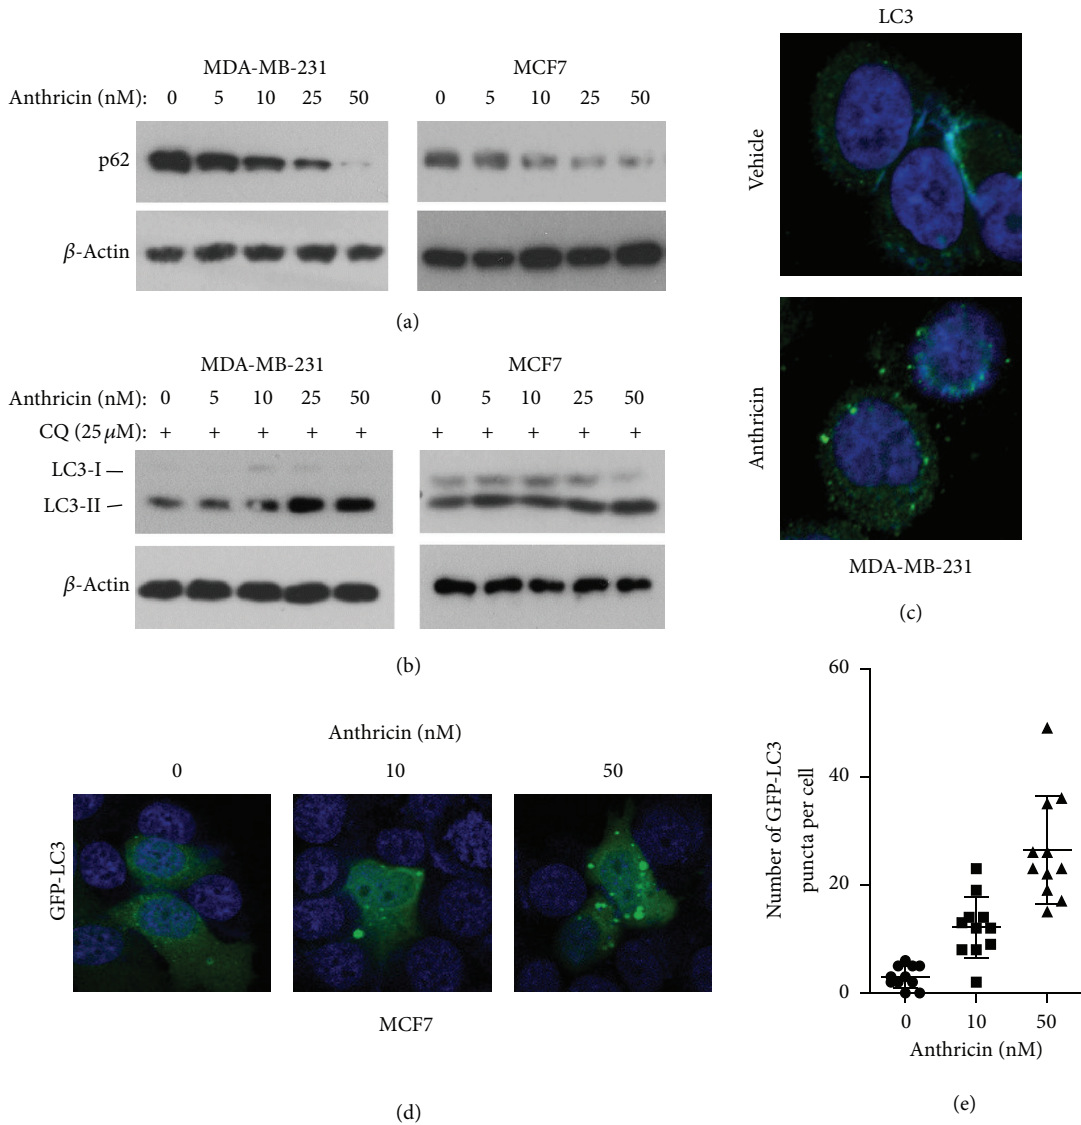 MDA-MB-231 MCF7
Anthricin (nM): 0 5 10 25 50 0 5 10 25 50
p62
β-Actin
(a)
MDA-MB-231 MCF7
Anthricin (nM): 0 5 10 25 50 0 5 10 25 50
CQ (25 μM): + + + + + + + + + +
LC3-I
LC3-II
β-Actin
(b)
LC3
Vehicle
Anthricin
MDA-MB-231
(c)
Anthricin (nM)
0 10 50
GFP-LC3
MCF7
(d)
Number of GFP-LC3
puncta per cell
60
40
20
0
0 10 50
Anthricin (nM)
(e)